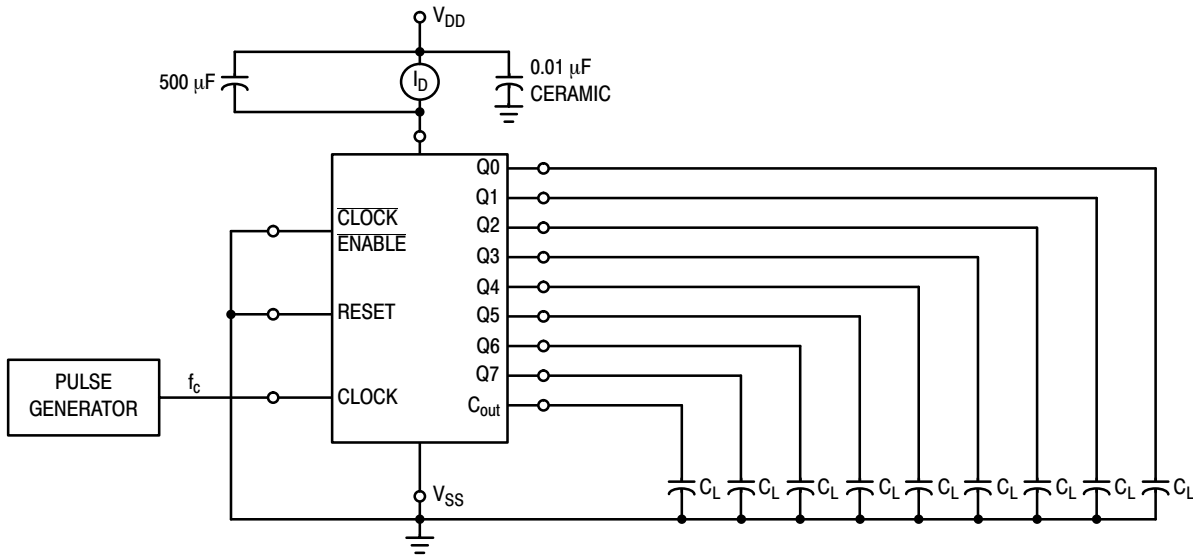 V_DD
500 μF
I_D
0.01 μF
CERAMIC
Q0
Q1
CLOCK
Q2
ENABLE
Q3
Q4
RESET
Q5
Q6
PULSE
GENERATOR
f_c
Q7
CLOCK
C_out
V_SS
C_L
C_L
C_L
C_L
C_L
C_L
C_L
C_L
C_L